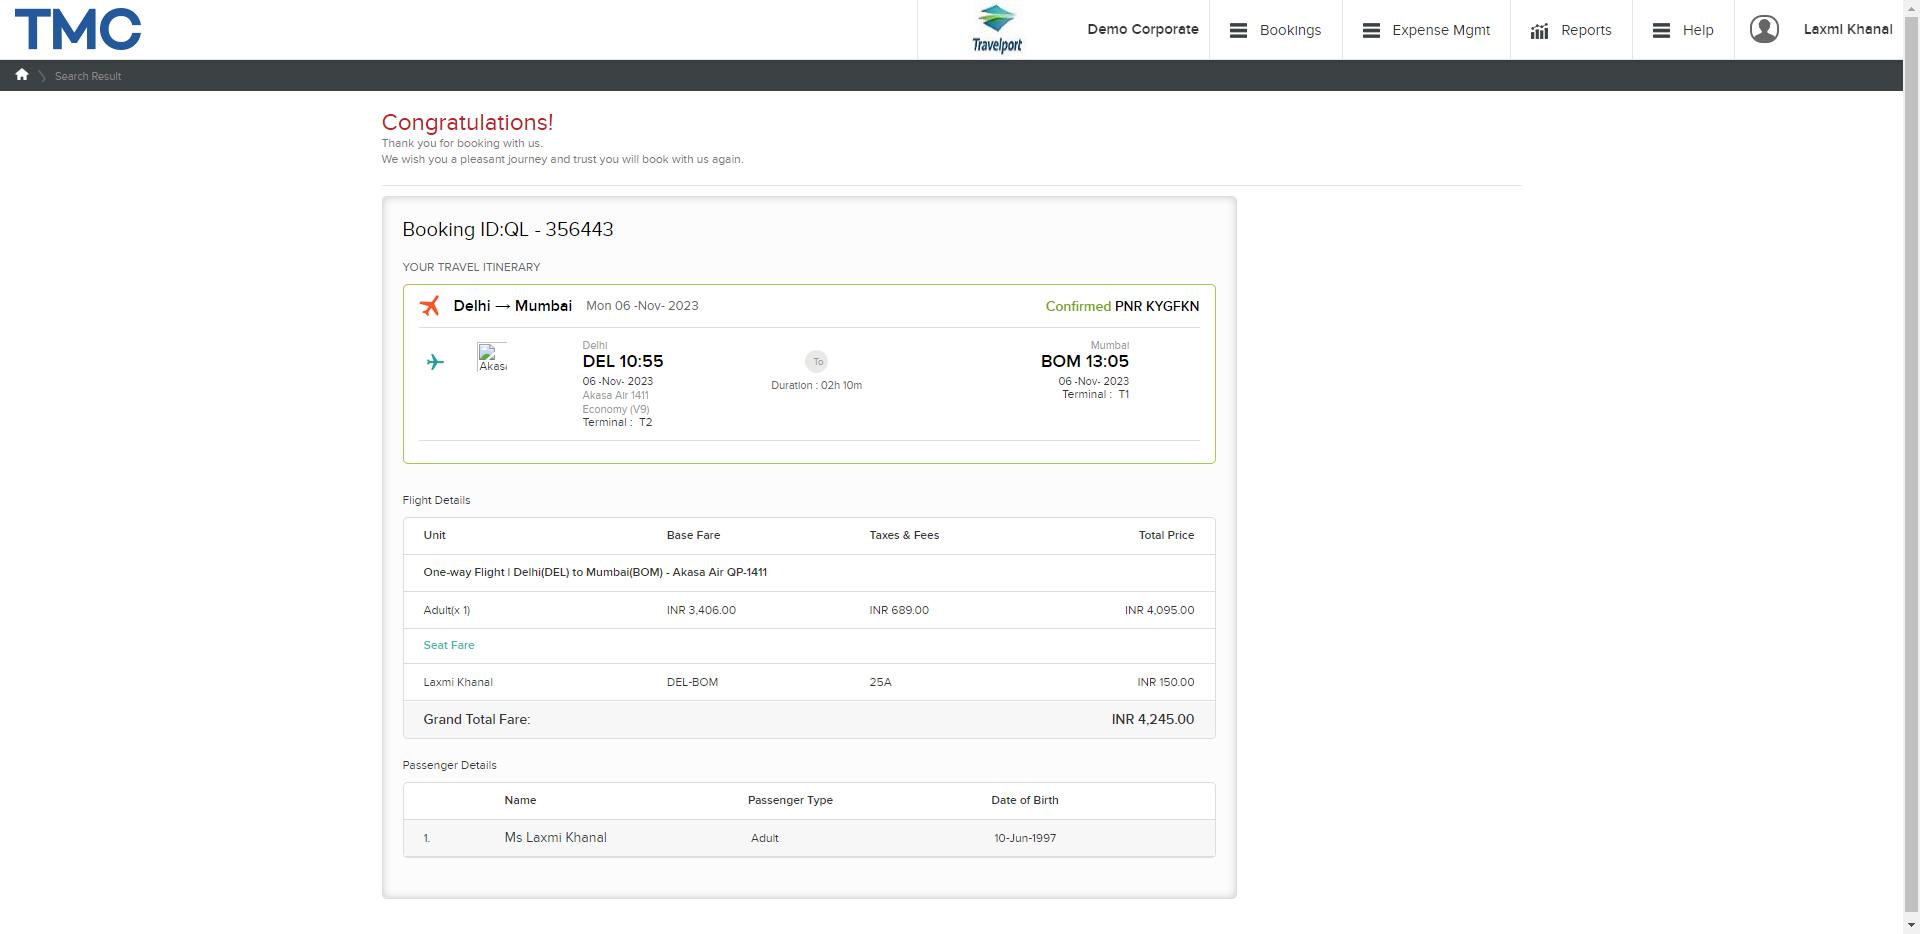 TMC
Travelport
Demo Corporate
Bookings
Expense Mgmt
Reports
Help
Laxmi Khanal
Search Result
Congratulations!
Thank you for booking with us.
We wish you a pleasant journey and trust you will book with us again.
Booking ID:QL - 356443
YOUR TRAVEL ITINERARY
Delhi → Mumbai Mon 06 -Nov- 2023 Confirmed PNR KYGFKN
Akasa
Delhi
DEL 10:55
06 -Nov- 2023
Akasa Air 1411
Economy (V9)
Terminal : T2
To
Duration : 02h 10m
Mumbai
BOM 13:05
06 -Nov- 2023
Terminal : T1
Flight Details
Unit Base Fare Taxes & Fees Total Price
One-way Flight | Delhi(DEL) to Mumbai(BOM) - Akasa Air QP-1411
Adult(x 1) INR 3,406.00 INR 689.00 INR 4,095.00
Seat Fare
Laxmi Khanal DEL-BOM 25A INR 150.00
Grand Total Fare: INR 4,245.00
Passenger Details
Name Passenger Type Date of Birth
1. Ms Laxmi Khanal Adult 10-Jun-1997